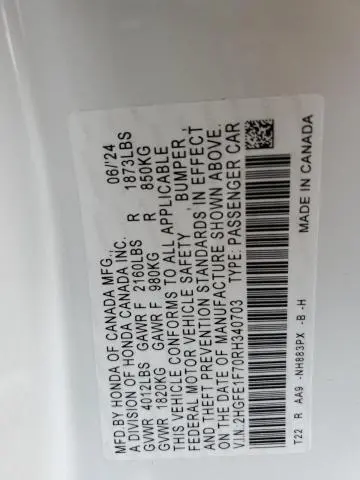 MFD.BY HONDA OF CANADA MFG., 06/'24
A DIVISION OF HONDA CANADA INC.
GVWR 4012LBS GAWR F 2160LBS R 1873LBS
GVWR 1820KG GAWR F 980KG R 850KG
THIS VEHICLE CONFORMS TO ALL APPLICABLE
FEDERAL MOTOR VEHICLE SAFETY, BUMPER,
AND THEFT PREVENTION STANDARDS IN EFFECT
ON THE DATE OF MANUFACTURE SHOWN ABOVE.
V.I.N.:2HGFE1F70RH340703 TYPE: PASSENGER CAR
T22 R AA9 -NH883PX -B -H MADE IN CANADA